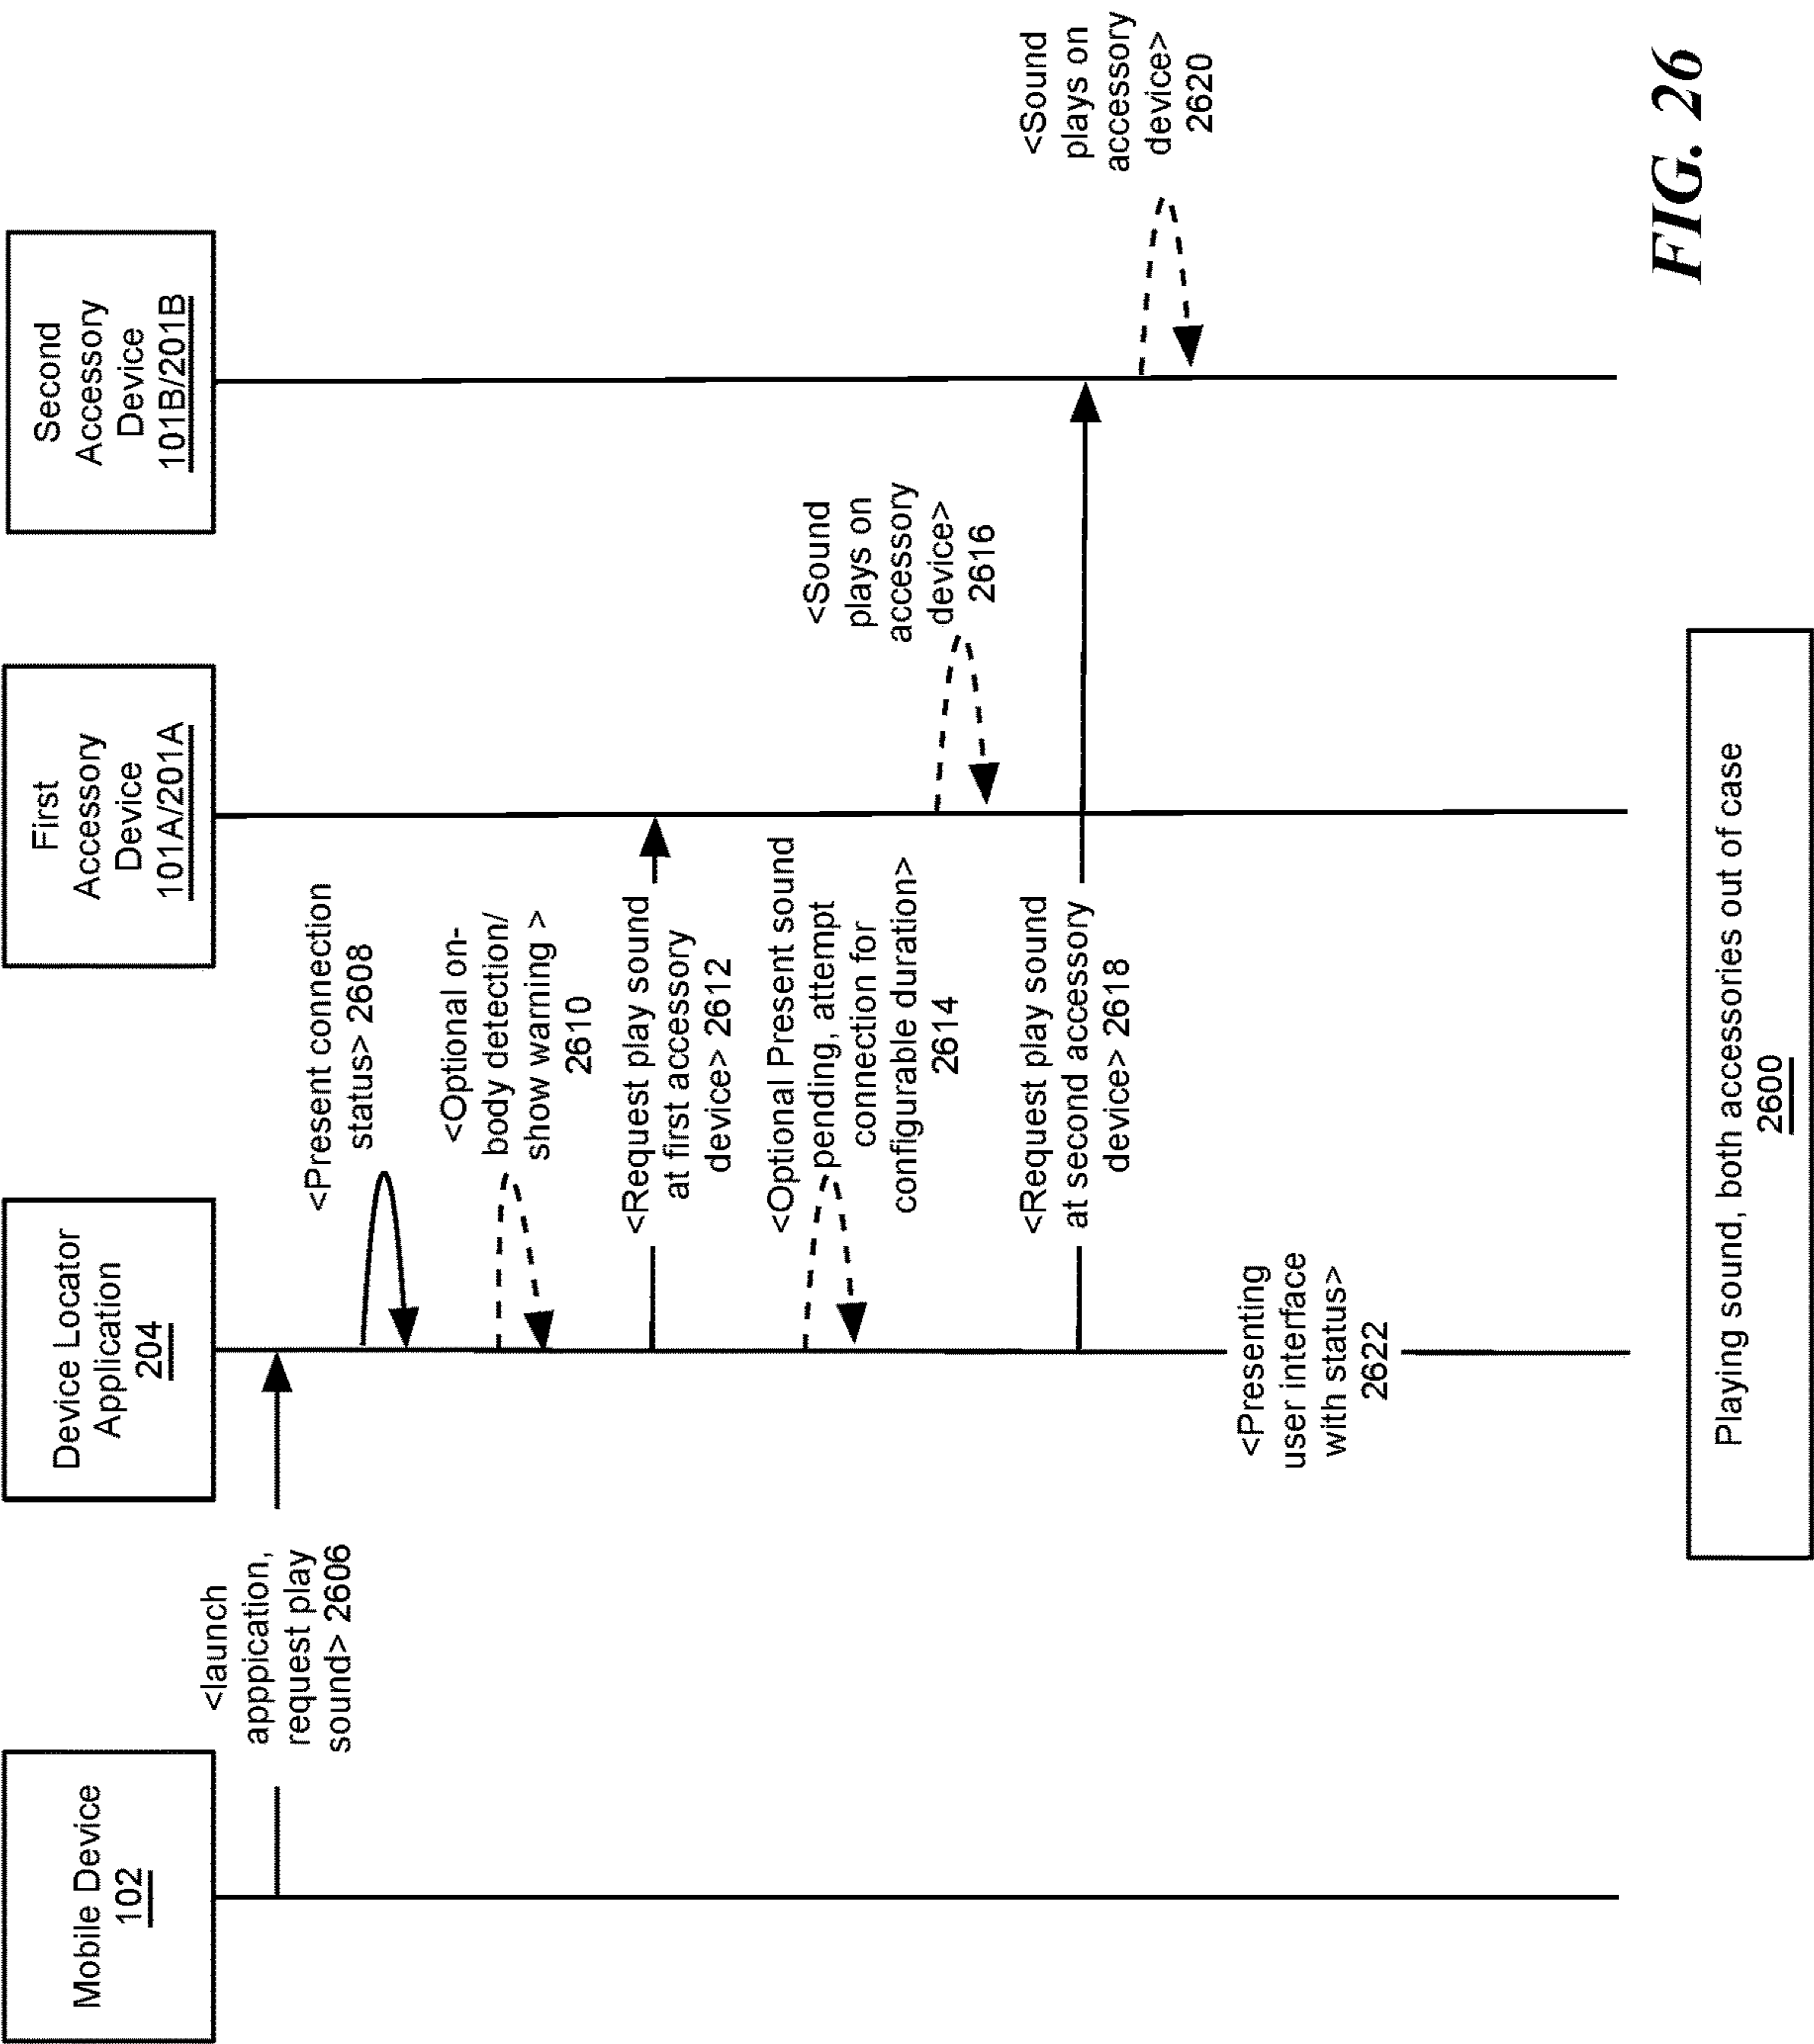 Mobile Device
102
Device Locator
Application
204
First
Accessory
Device
101A/201A
Second
Accessory
Device
101B/201B
<launch
appication,
request play
sound> 2606
<Present connection
status> 2608
<Optional on-
body detection/
show warning >
2610
<Request play sound
at first accessory
device> 2612
<Optional Present sound
pending, attempt
connection for
configurable duration>
2614
<Sound
plays on
accessory
device>
2616
<Request play sound
at second accessory
device> 2618
<Sound
plays on
accessory
device>
2620
<Presenting
user interface
with status>
2622
Playing sound, both accessories out of case
2600
FIG. 26